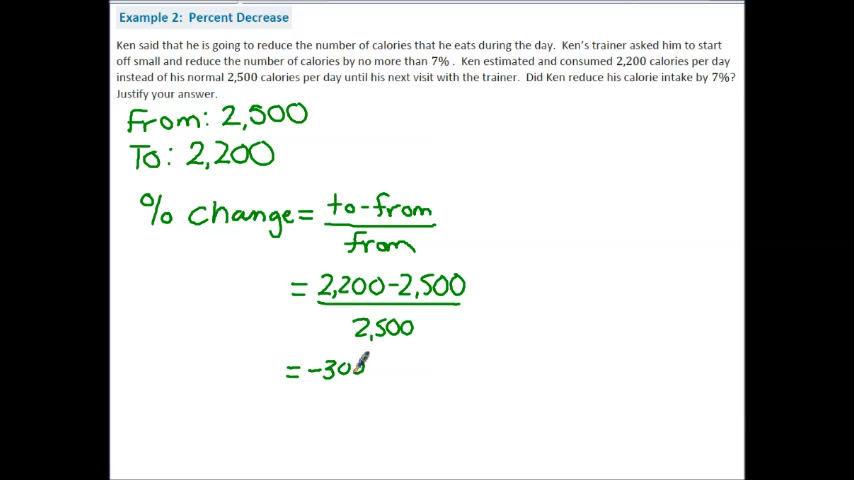 Example 2: Percent Decrease
Ken said that he is going to reduce the number of calories that he eats during the day. Ken's trainer asked him to start
off small and reduce the number of calories by no more than 7% . Ken estimated and consumed 2,200 calories per day
instead of his normal 2,500 calories per day until his next visit with the trainer. Did Ken reduce his calorie intake by 7%?
Justify your answer.
From: 2,500
To: 2,200
% change = to-from
from
= 2,200-2,500
2,500
= -300